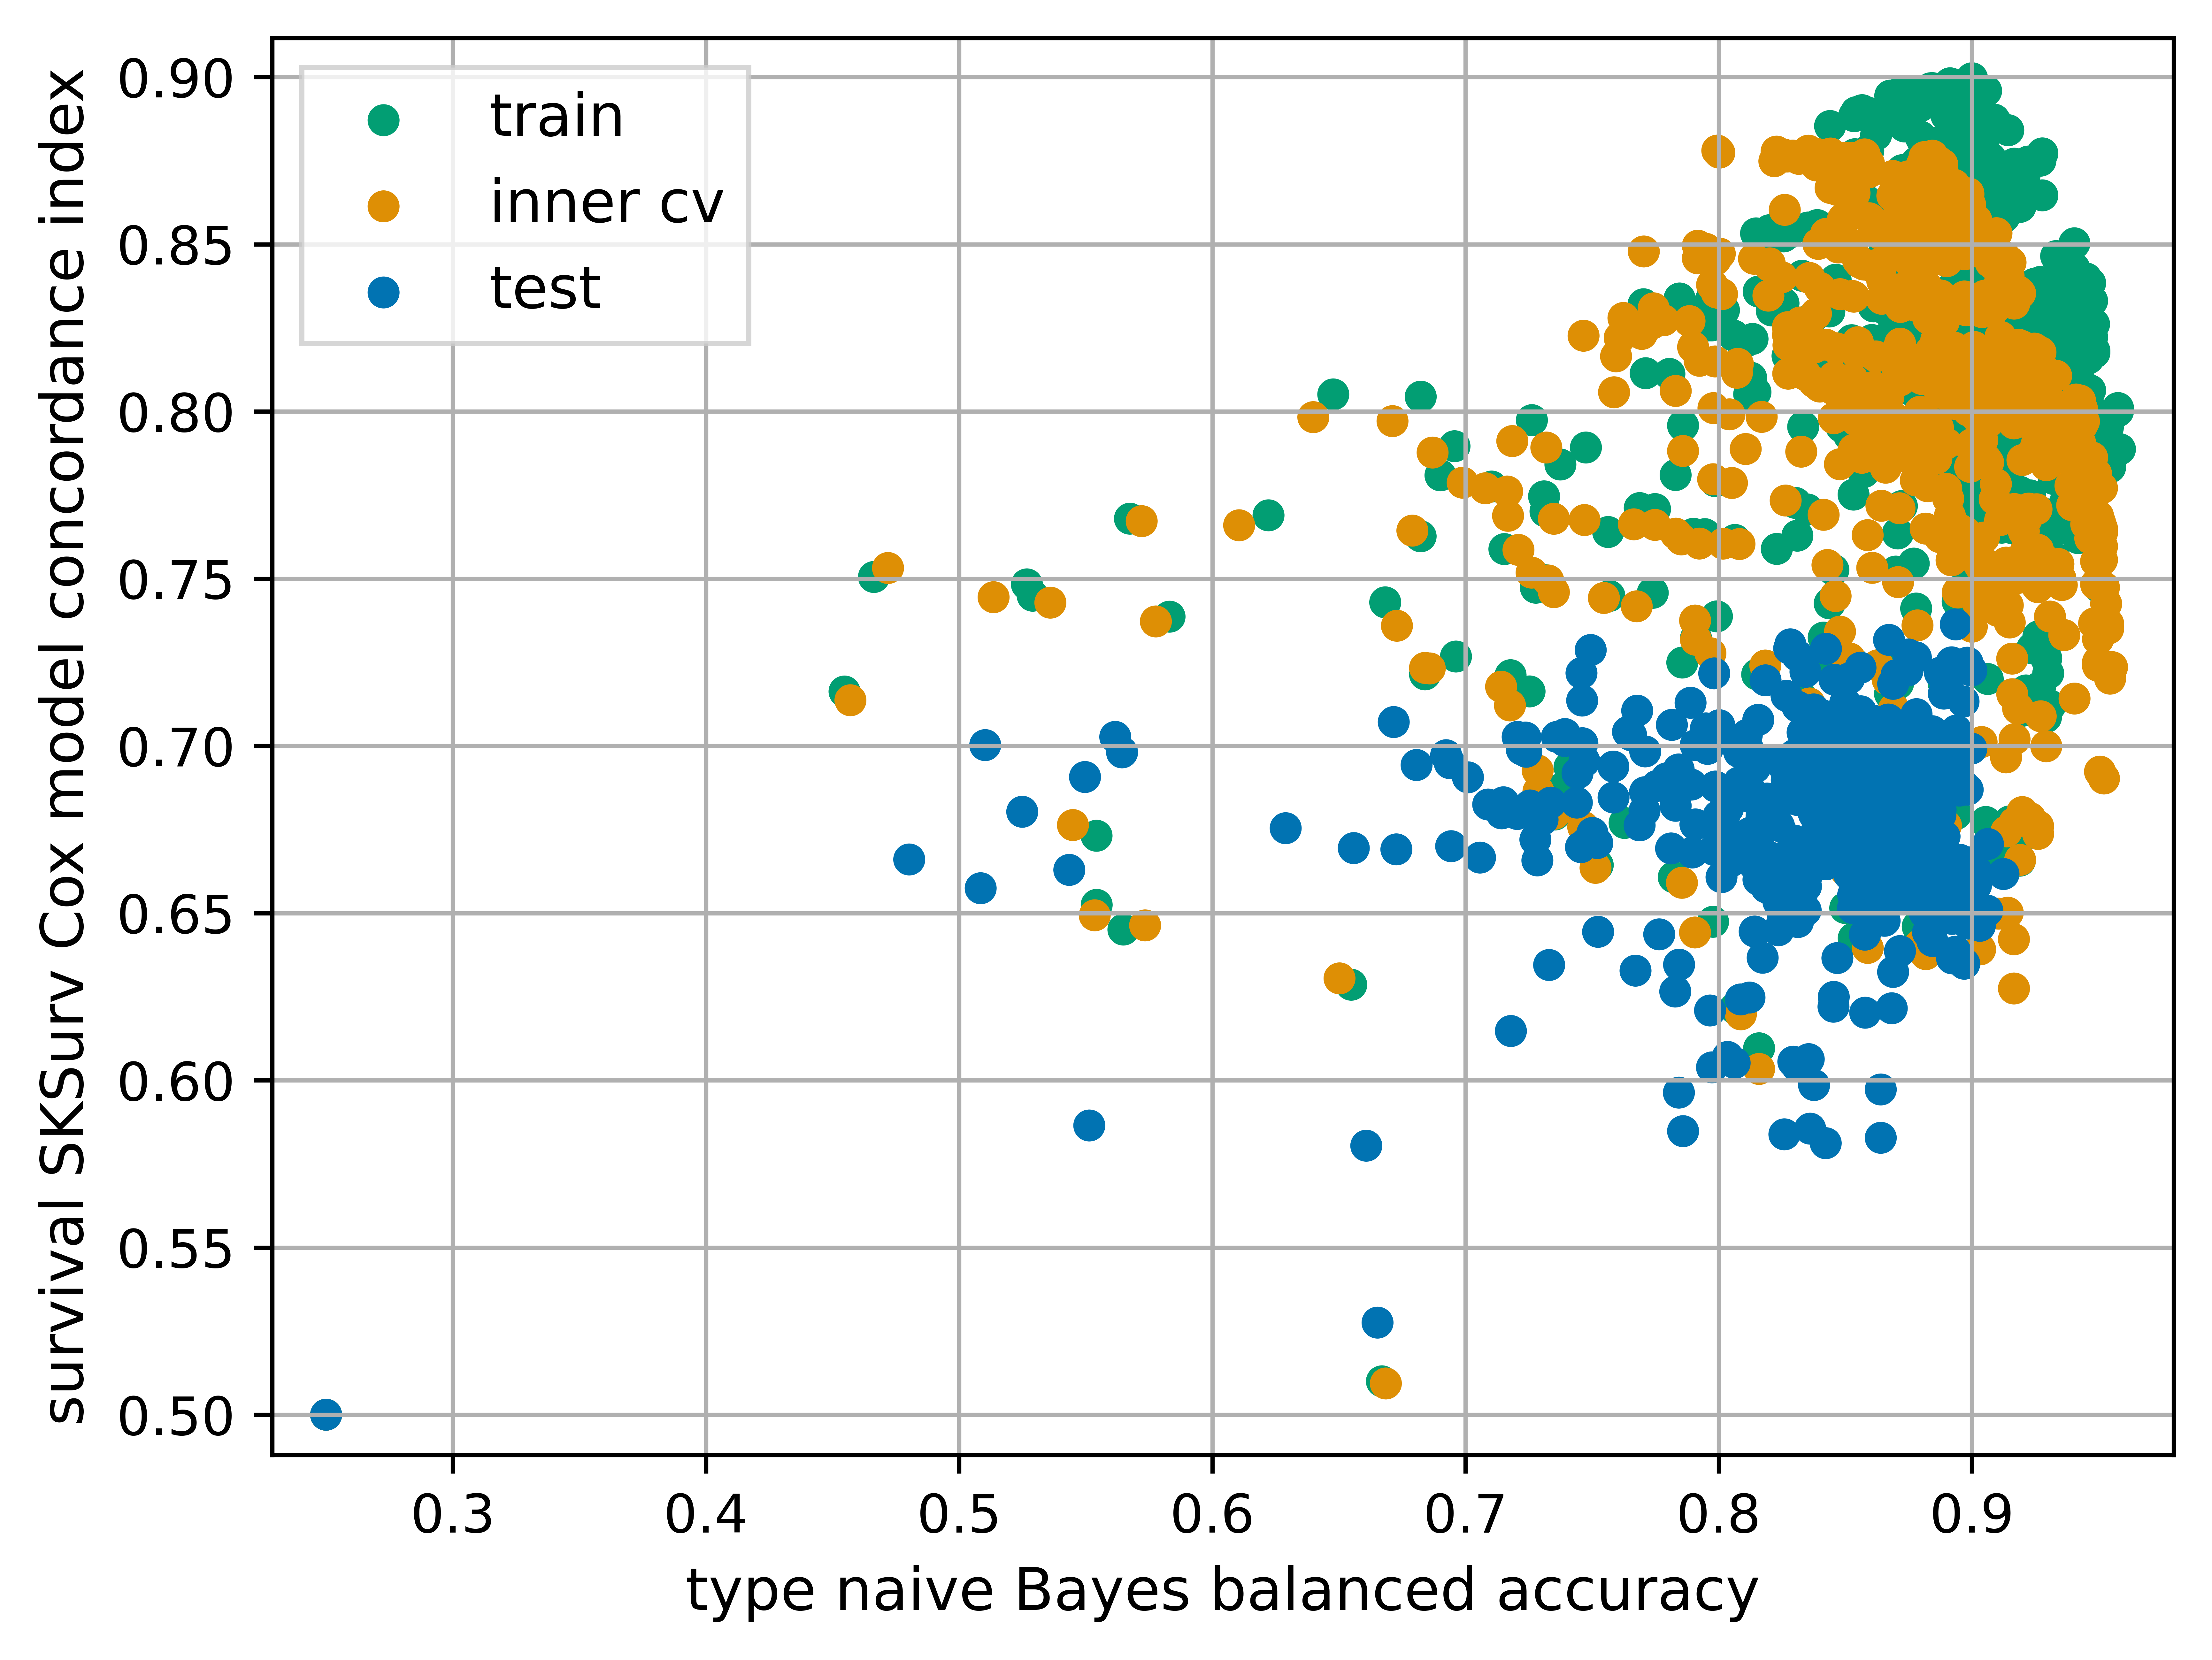 train
inner cv
test
0.90
0.85
0.80
0.75
0.70
0.65
0.60
0.55
0.50
survival SKSurv Cox model concordance index
0.3 0.4 0.5 0.6 0.7 0.8 0.9
type naive Bayes balanced accuracy